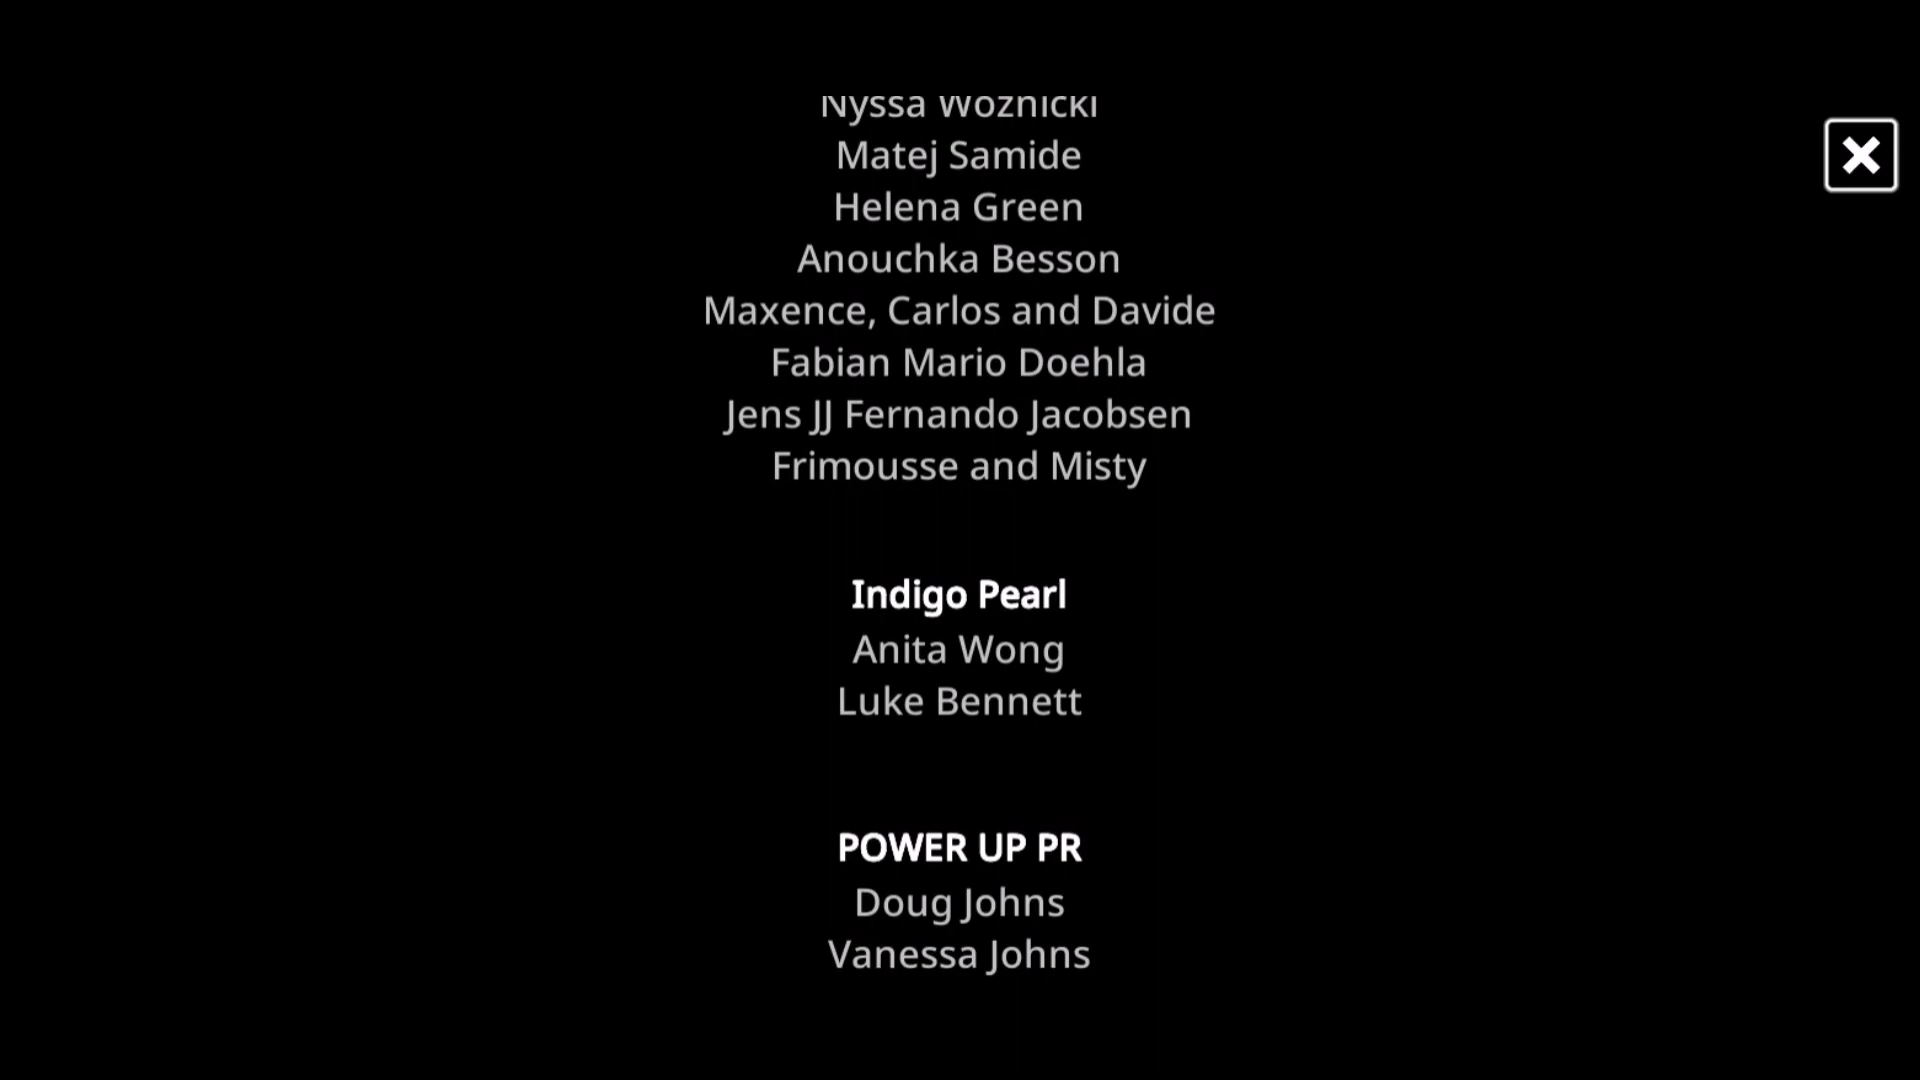 Nyssa Woznicki
Matej Samide
Helena Green
Anouchka Besson
Maxence, Carlos and Davide
Fabian Mario Doehla
Jens JJ Fernando Jacobsen
Frimousse and Misty
Indigo Pearl
Anita Wong
Luke Bennett
POWER UP PR
Doug Johns
Vanessa Johns